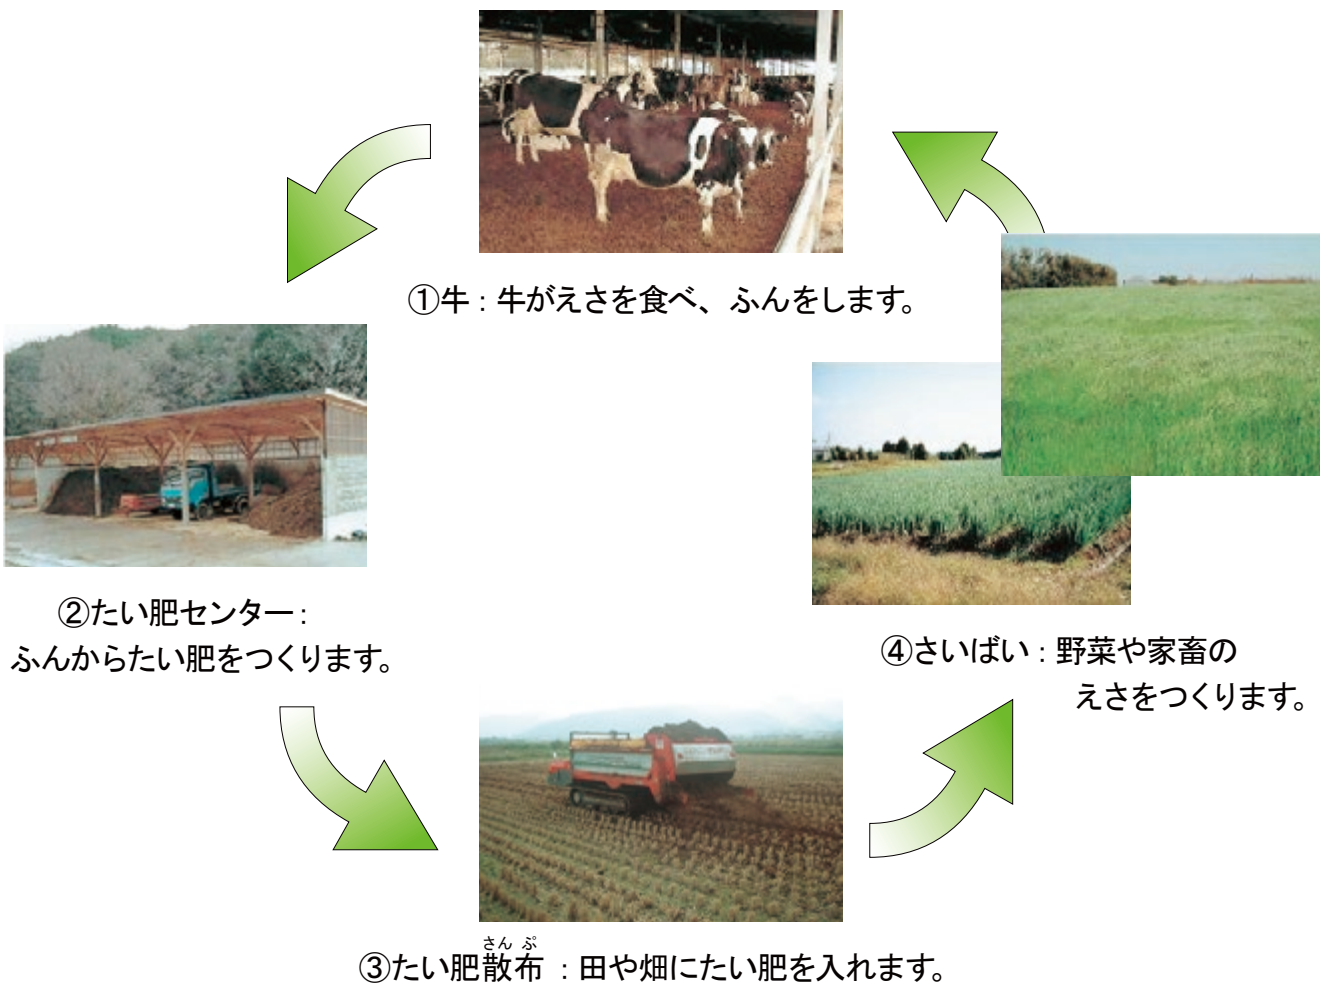 ①牛：牛がえさを食べ、ふんをします。
②たい肥センター：
ふんからたい肥をつくります。
④さいばい：野菜や家畜の
えさをつくります。
さんぷ
③たい肥散布：田や畑にたい肥を入れます。